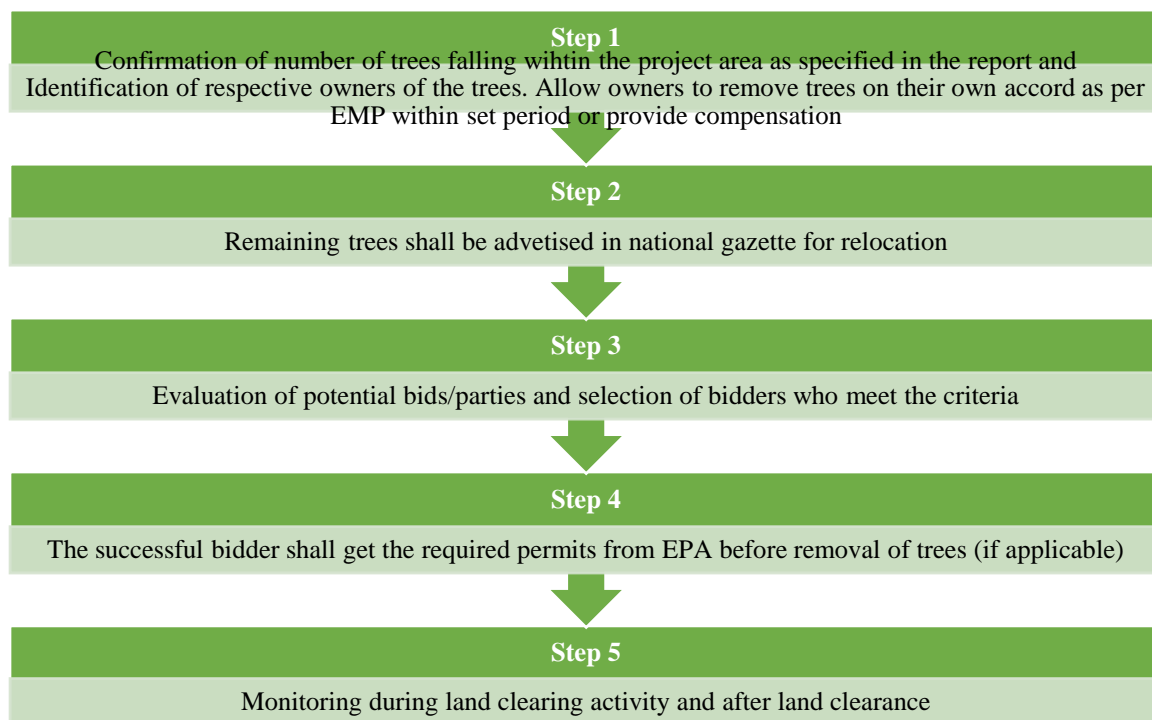 Step 1
Confirmation of number of trees falling wihtin the project area as specified in the report and
Identification of respective owners of the trees. Allow owners to remove trees on their own accord as per
EMP within set period or provide compensation
Step 2
Remaining trees shall be advetised in national gazette for relocation
Step 3
Evaluation of potential bids/parties and selection of bidders who meet the criteria
Step 4
The successful bidder shall get the required permits from EPA before removal of trees (if applicable)
Step 5
Monitoring during land clearing activity and after land clearance